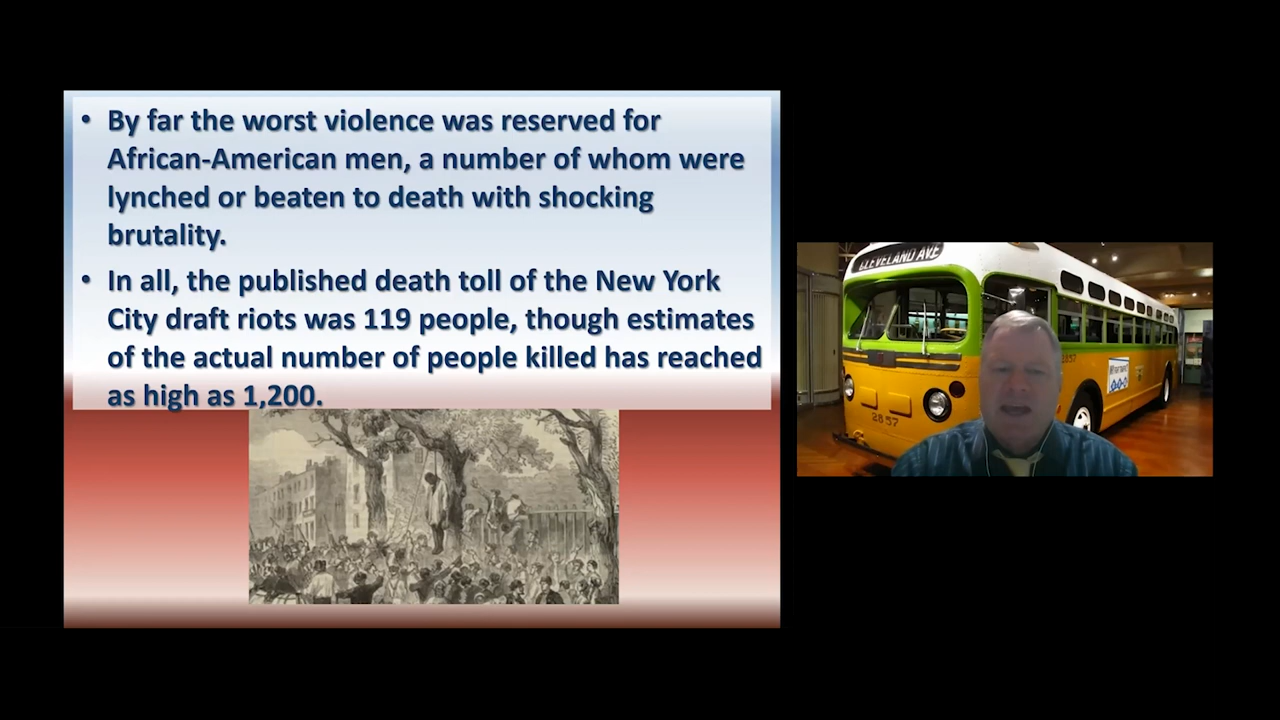 • By far the worst violence was reserved for
African-American men, a number of whom were
lynched or beaten to death with shocking
brutality.
• In all, the published death toll of the New York
City draft riots was 119 people, though estimates
of the actual number of people killed has reached
as high as 1,200.
CLEVELAND AVE
2857
2857